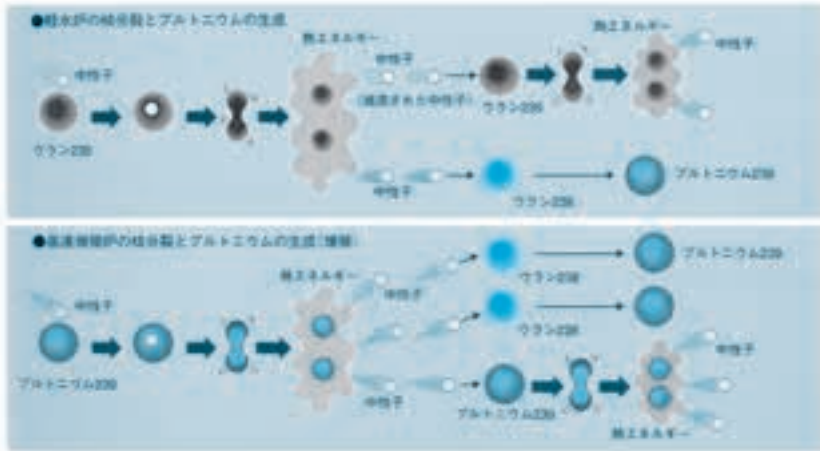 ●軽水炉の核分裂とプルトニウムの生成
熱エネルギー
熱エネルギー
中性子
中性子
中性子
(減速された中性子)
ウラン235
プルトニウム239
中性子
ウラン238
●高速増殖炉の核分裂とプルトニウムの生成(増殖)
熱エネルギー
プルトニウム239
中性子
中性子
ウラン238
ウラン238
中性子
プルトニウム239
中性子
プルトニウム239
熱エネルギー